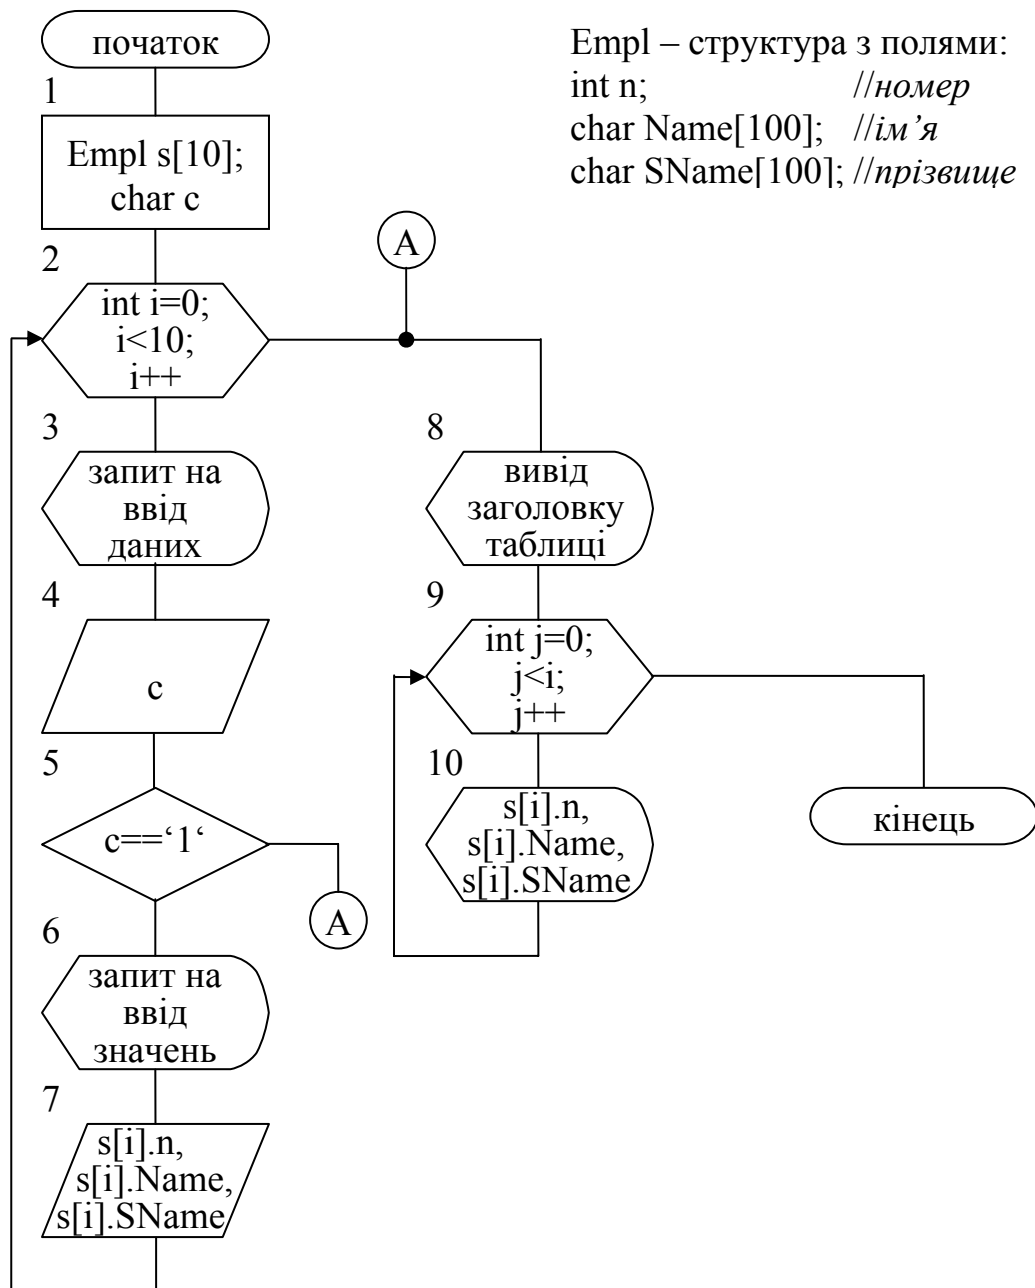 початок
Empl – структура з полями:
int n; //номер
char Name[100]; //ім’я
char SName[100]; //прізвище
1
Empl s[10];
char c
A
2
int i=0;
i<10;
i++
3
запит на
ввід
даних
4
c
5
c==‘1‘
A
6
запит на
ввід
значень
7
s[i].n,
s[i].Name,
s[i].SName
8
вивід
заголовку
таблиці
9
int j=0;
j<i;
j++
10
s[i].n,
s[i].Name,
s[i].SName
кінець